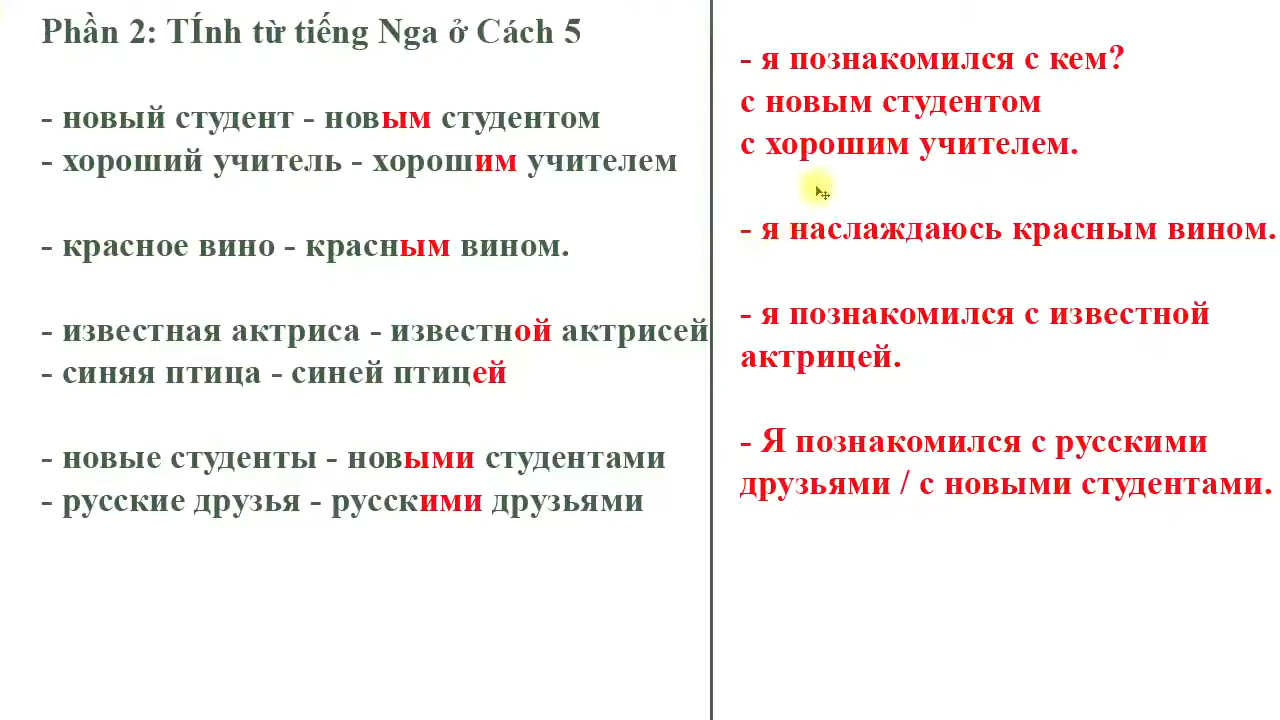 Phần 2: TÍnh từ tiếng Nga ở Cách 5
- новый студент - новым студентом
- хороший учитель - хорошим учителем
- красное вино - красным вином.
- известная актриса - известной актрисей
- синяя птица - синей птицей
- новые студенты - новыми студентами
- русские друзья - русскими друзьями
- я познакомился с кем?
с новым студентом
с хорошим учителем.
- я наслаждаюсь красным вином.
- я познакомился с известной
актрицей.
- Я познакомился с русскими
друзьями / с новыми студентами.